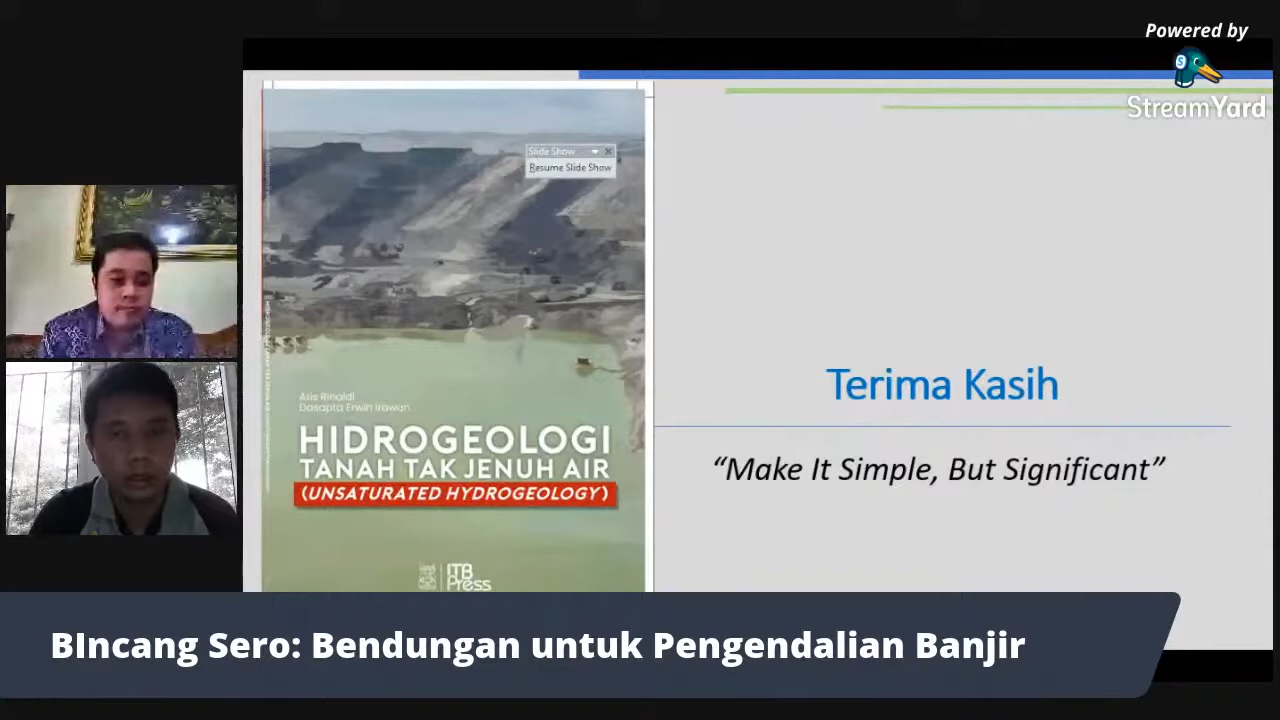 Powered by
StreamYard
Slide Show
Resume Slide Show
Aris Rinaldi
Dasapta Erwin Irawan
HIDROGEOLOGI
TANAH TAK JENUH AIR
(UNSATURATED HYDROGEOLOGY)
ITB
Press
Terima Kasih
“Make It Simple, But Significant”
BIncang Sero: Bendungan untuk Pengendalian Banjir